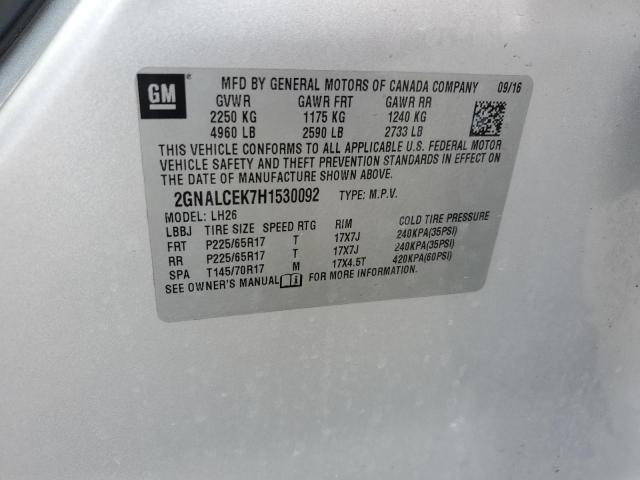 GM
MFD BY GENERAL MOTORS OF CANADA COMPANY 09/16
GVWR GAWR FRT GAWR RR
2250 KG 1175 KG 1240 KG
4960 LB 2590 LB 2733 LB
THIS VEHICLE CONFORMS TO ALL APPLICABLE U.S. FEDERAL MOTOR
VEHICLE SAFETY AND THEFT PREVENTION STANDARDS IN EFFECT ON
THE DATE OF MANUFACTURE SHOWN ABOVE.
2GNALCEK7H1530092 TYPE: M.P.V.
MODEL: LH26
LBBJ TIRE SIZE SPEED RTG RIM COLD TIRE PRESSURE
FRT P225/65R17 T 17X7J 240KPA(35PSI)
RR P225/65R17 T 17X7J 240KPA(35PSI)
SPA T145/70R17 M 17X4.5T 420KPA(60PSI)
SEE OWNER'S MANUAL FOR MORE INFORMATION.